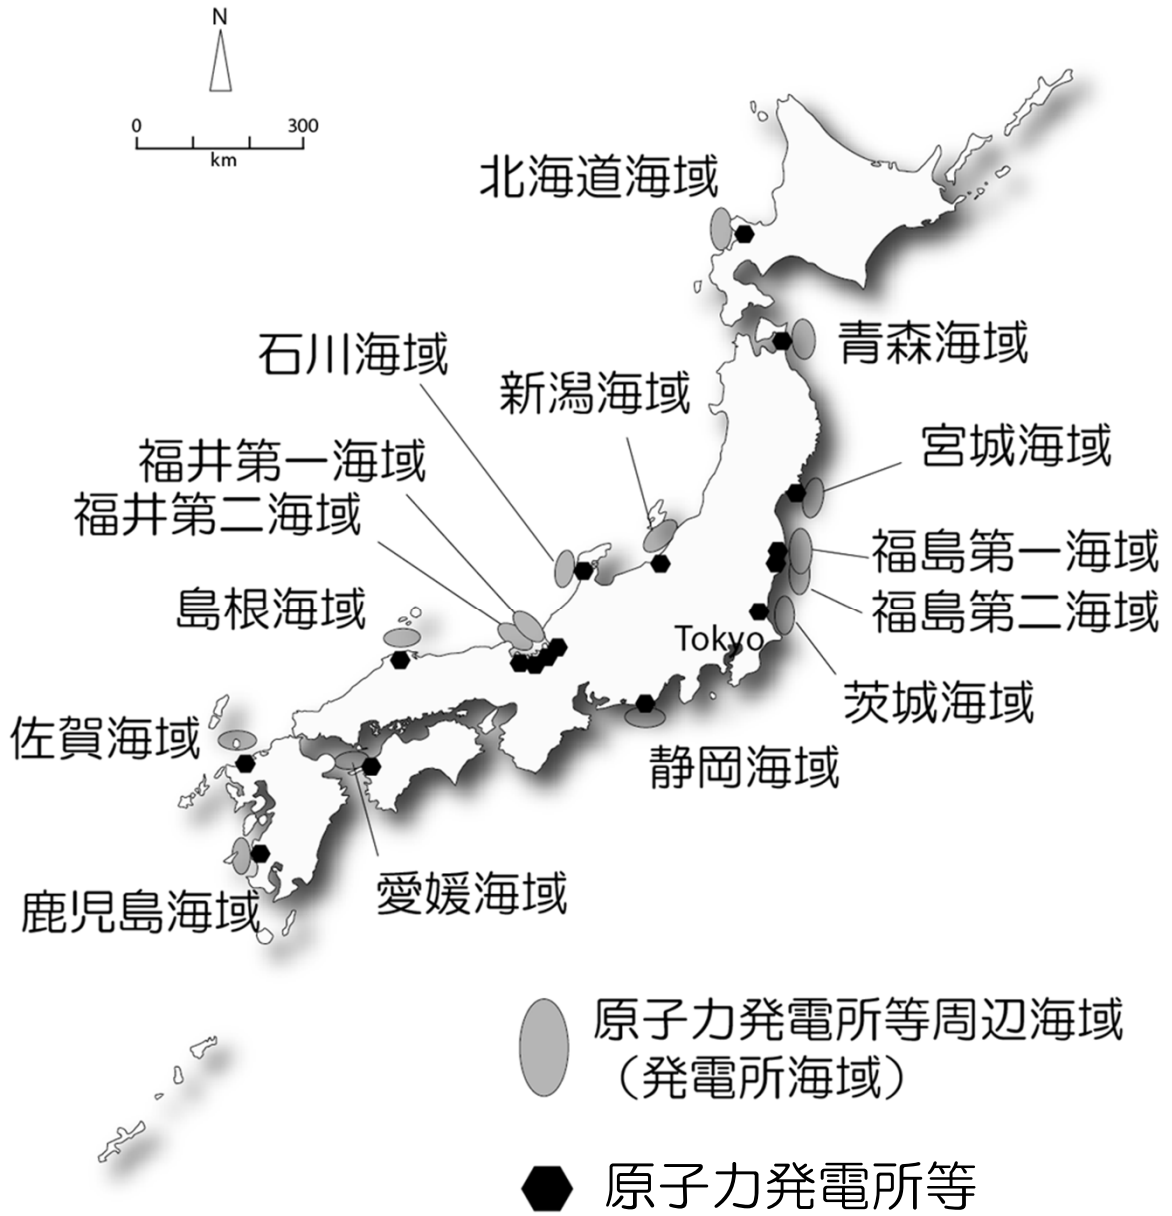 N
0 300
km
北海道海域
青森海域
石川海域
新潟海域
宮城海域
福井第一海域
福井第二海域
福島第一海域
島根海域
福島第二海域
Tokyo
茨城海域
佐賀海域
静岡海域
愛媛海域
鹿児島海域
原子力発電所等周辺海域
（発電所海域）
原子力発電所等